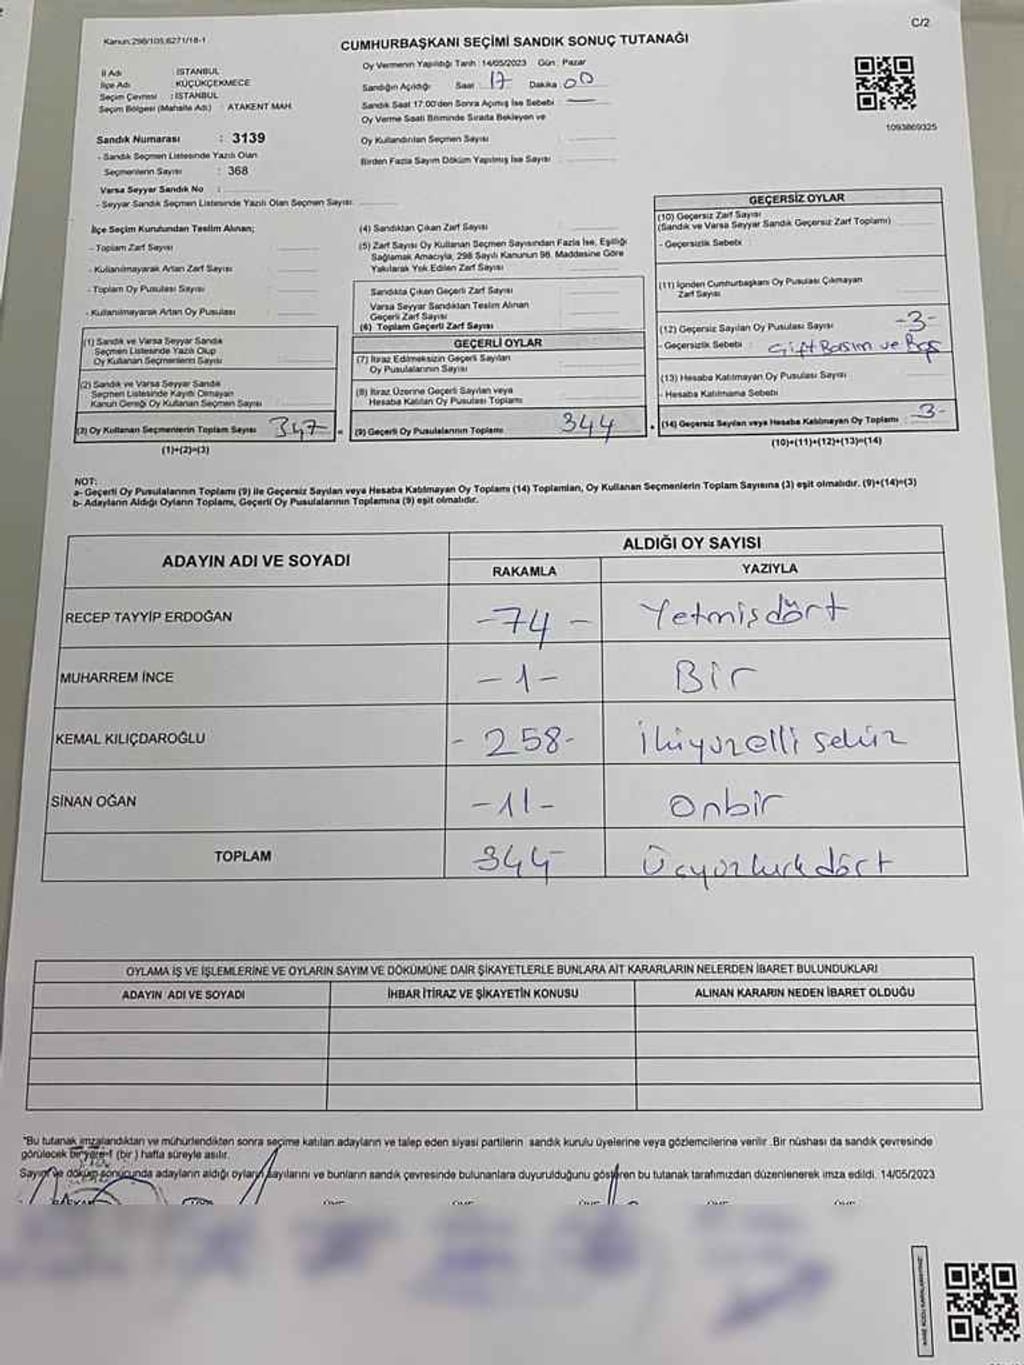 C/2
Kanun:298/105;6271/18-1
CUMHURBAŞKANI SEÇİMİ SANDIK SONUÇ TUTANAĞI
İl Adı : İSTANBUL
İlçe Adı : KÜÇÜKÇEKMECE
Seçim Çevresi : İSTANBUL
Seçim Bölgesi (Mahalle Adı) : ATAKENT MAH.
Sandık Numarası : 3139
- Sandık Seçmen Listesinde Yazılı Olan
Seçmenlerin Sayısı : 368
Varsa Seyyar Sandık No :
- Seyyar Sandık Seçmen Listesinde Yazılı Olan Seçmen Sayısı:
Oy Vermenin Yapıldığı Tarih :14/05/2023 Gün : Pazar
Sandığın Açıldığı Saat 17 Dakika 00
Sandık Saat 17:00'den Sonra Açımış İse Sebebi
Oy Verme Saati Bitiminde Sırada Bekleyen ve
Oy Kullandırılan Seçmen Sayısı
Birden Fazla Sayım Döküm Yapılmış İse Sayısı
1093869325
İlçe Seçim Kurulundan Teslim Alınan;
- Toplam Zarf Sayısı
- Kullanılmayarak Artan Zarf Sayısı
- Toplam Oy Pusulası Sayısı
- Kullanılmayarak Artan Oy Pusulası
(1) Sandık ve Varsa Seyyar Sandık
Seçmen Listesinde Yazılı Olup
Oy Kullanan Seçmenlerin Sayısı
(2) Sandık ve Varsa Seyyar Sandık
Seçmen Listesinde Kayıtlı Olmayan
Kanun Gereği Oy Kullanan Seçmen Sayısı
(3) Oy Kullanan Seçmenlerin Toplam Sayısı 347 =
(1)+(2)=(3)
(4) Sandıktan Çıkan Zarf Sayısı
(5) Zarf Sayısı Oy Kullanan Seçmen Sayısından Fazla İse, Eşitliği
Sağlamak Amacıyla, 298 Sayılı Kanunun 98. Maddesine Göre
Yakılarak Yok Edilen Zarf Sayısı
Sandıkta Çıkan Geçerli Zarf Sayısı
Varsa Seyyar Sandıktan Teslim Alınan
Geçerli Zarf Sayısı
(6) Toplam Geçerli Zarf Sayısı
GEÇERLİ OYLAR
(7) İtiraz Edilmeksizin Geçerli Sayılan
Oy Pusulalarının Sayısı
(8) İtiraz Üzerine Geçerli Sayılan veya
Hesaba Katılan Oy Pusulası Toplamı
(9) Geçerli Oy Pusulalarının Toplamı 344 +
GEÇERSİZ OYLAR
(10) Geçersiz Zarf Sayısı
(Sandık ve Varsa Seyyar Sandık Geçersiz Zarf Toplamı)
- Geçersizlik Sebebi :
(11) İçinden Cumhurbaşkanı Oy Pusulası Çıkmayan
Zarf Sayısı
(12) Geçersiz Sayılan Oy Pusulası Sayısı -3-
- Geçersizlik Sebebi : Çift Basım ve Boş
(13) Hesaba Katılmayan Oy Pusulası Sayısı
- Hesaba Katılmama Sebebi
(14) Geçersiz Sayılan veya Hesaba Katılmayan Oy Toplamı -3-
(10)+(11)+(12)+(13)=(14)
NOT:
a- Geçerli Oy Pusulalarının Toplamı (9) ile Geçersiz Sayılan veya Hesaba Katılmayan Oy Toplamı (14) Toplamları, Oy Kullanan Seçmenlerin Toplam Sayısına (3) eşit olmalıdır. (9)+(14)=(3)
b- Adayların Aldığı Oyların Toplamı, Geçerli Oy Pusulalarının Toplamına (9) eşit olmalıdır.
ADAYIN ADI VE SOYADI
ALDIĞI OY SAYISI
RAKAMLA YAZIYLA
RECEP TAYYİP ERDOĞAN -74- Yetmişdört
MUHARREM İNCE -1- Bir
KEMAL KILIÇDAROĞLU -258- İkiyüzelli sekiz
SİNAN OĞAN -11- Onbir
TOPLAM 344 Üçyüzkırkdört
OYLAMA İŞ VE İŞLEMLERİNE VE OYLARIN SAYIM VE DÖKÜMÜNE DAİR ŞİKAYETLERLE BUNLARA AİT KARARLARIN NELERDEN İBARET BULUNDUKLARI
ADAYIN ADI VE SOYADI İHBAR İTİRAZ VE ŞİKAYETİN KONUSU ALINAN KARARIN NEDEN İBARET OLDUĞU
*Bu tutanak imzalandıktan ve mühürlendikten sonra seçime katılan adayların ve talep eden siyasi partilerin sandık kurulu üyelerine veya gözlemcilerine verilir. Bir nüshası da sandık çevresinde
görülecek bir yere 1 (bir) hafta süreyle asılır.
Sayım ve döküm sonucunda adayların aldığı oyların sayılarını ve bunların sandık çevresinde bulunanlara duyurulduğunu gösteren bu tutanak tarafımızdan düzenlenerek imza edildi. 14/05/2023